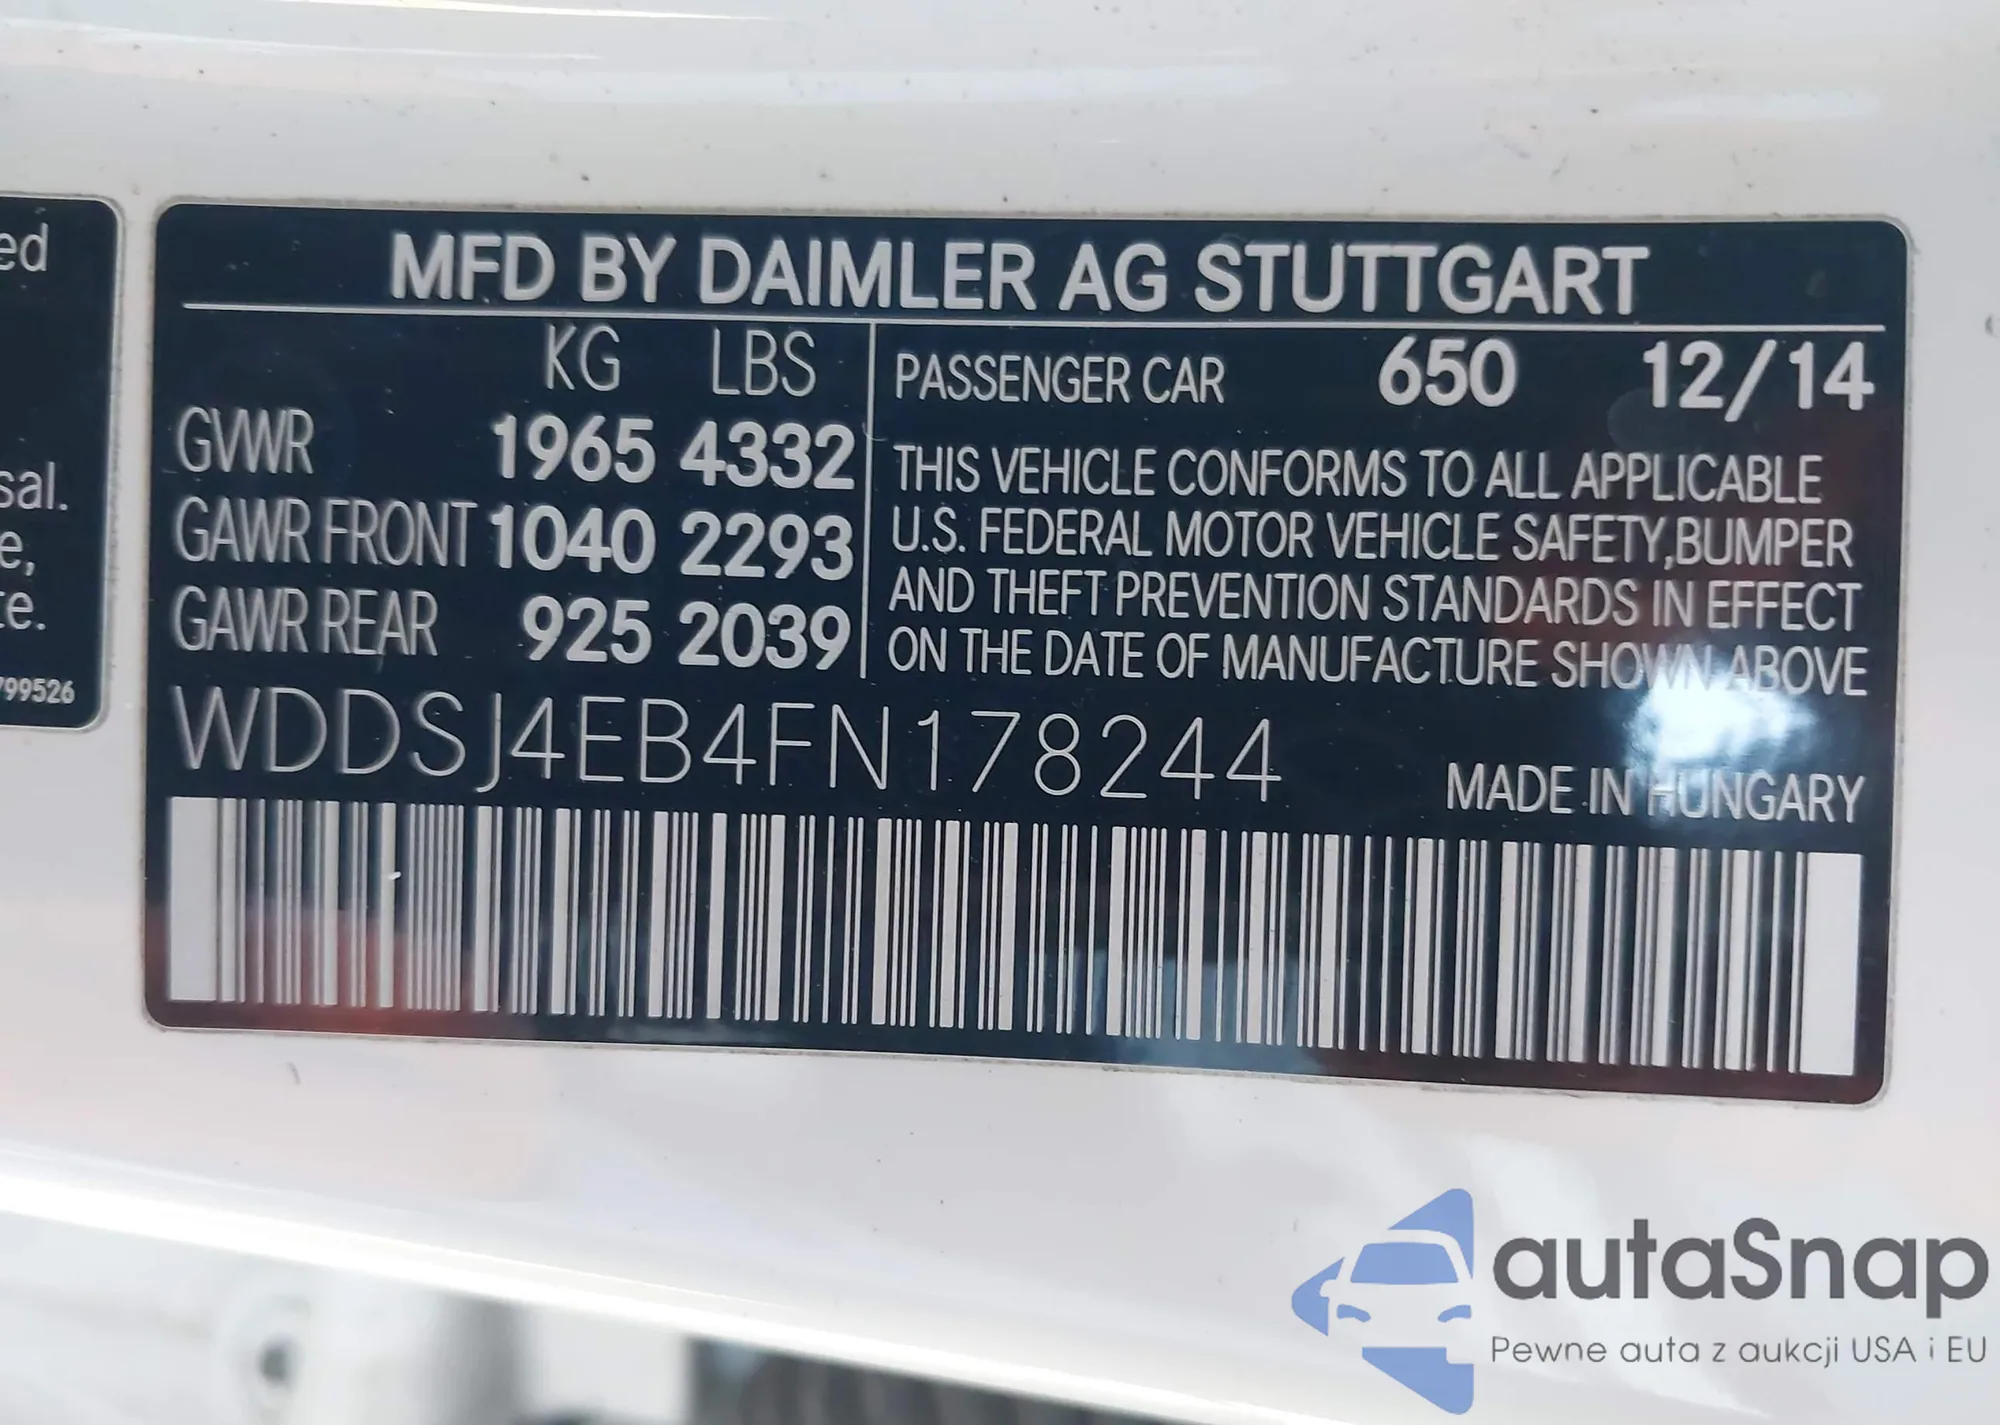 ed
sal.
e,
te.
799526
MFD BY DAIMLER AG STUTTGART
KG LBS
GVWR 1965 4332
GAWR FRONT 1040 2293
GAWR REAR 925 2039
PASSENGER CAR 650 12/14
THIS VEHICLE CONFORMS TO ALL APPLICABLE
U.S. FEDERAL MOTOR VEHICLE SAFETY,BUMPER
AND THEFT PREVENTION STANDARDS IN EFFECT
ON THE DATE OF MANUFACTURE SHOWN ABOVE
WDDSJ4EB4FN178244
MADE IN HUNGARY
autaSnap
Pewne auta z aukcji USA i EU